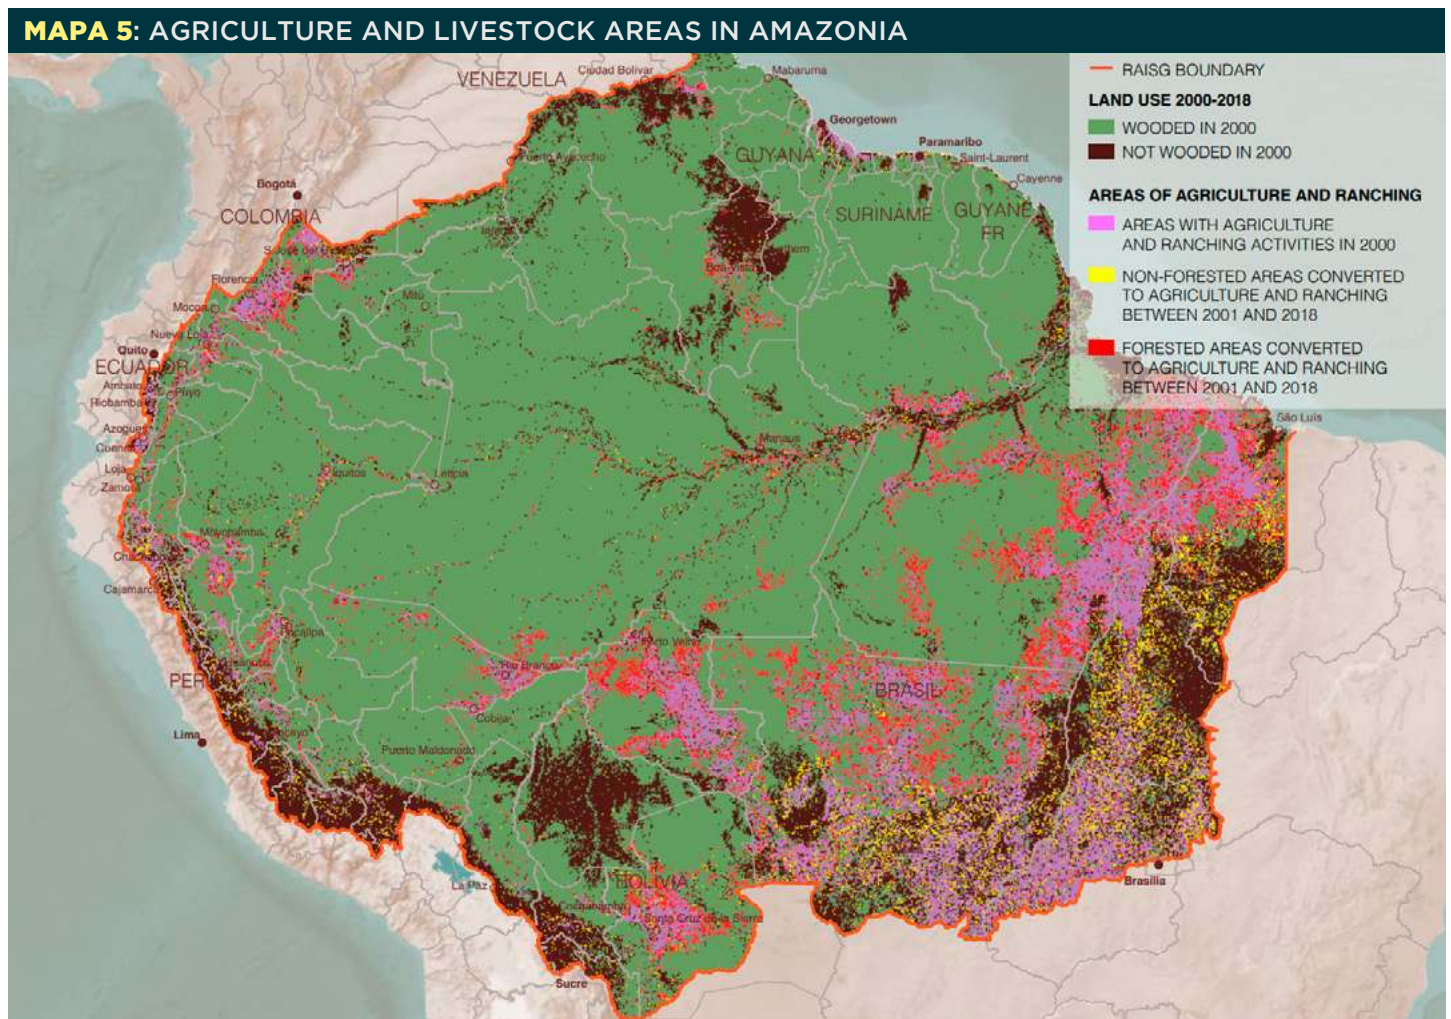 MAPA 5: AGRICULTURE AND LIVESTOCK AREAS IN AMAZONIA
RAISG BOUNDARY
LAND USE 2000-2018
WOODED IN 2000
NOT WOODED IN 2000
AREAS OF AGRICULTURE AND RANCHING
AREAS WITH AGRICULTURE
AND RANCHING ACTIVITIES IN 2000
NON-FORESTED AREAS CONVERTED
TO AGRICULTURE AND RANCHING
BETWEEN 2001 AND 2018
FORESTED AREAS CONVERTED
TO AGRICULTURE AND RANCHING
BETWEEN 2001 AND 2018
VENEZUELA
Ciudad Bolívar
Mabaruma
Georgetown
Paramaribo
Saint-Laurent
Cayenne
Puerto Ayacucho
GUYANA
Bogotá
COLOMBIA
SURINAME
GUYANE
FR
Boa Vista
Florencia
Mitú
Mocoa
Nueva Loja
Quito
ECUADOR
Ambato
Puyo
Riobamba
Azogues
Cuenca
Loja
Zamora
Iquitos
Leticia
Manaus
São Luís
Moyobamba
Cajamarca
Pucallpa
Porto Velho
Rio Branco
PERÚ
BRASIL
Cobija
Lima
Puerto Maldonado
La Paz
BOLIVIA
Cochabamba
Santa Cruz de la Sierra
Brasília
Sucre